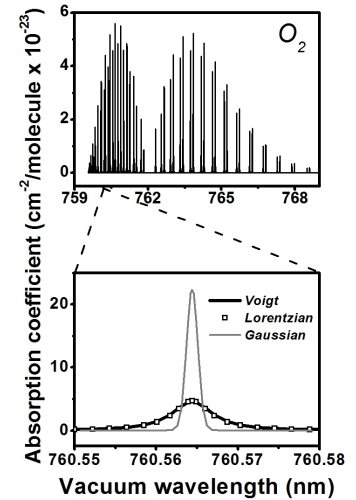 Absorption coefficient (cm-2/molecule x 10-23)
6
4
2
0
O2
759
762
765
768
20
10
0
Voigt
Lorentzian
Gaussian
760.55
760.56
760.57
760.58
Vacuum wavelength (nm)